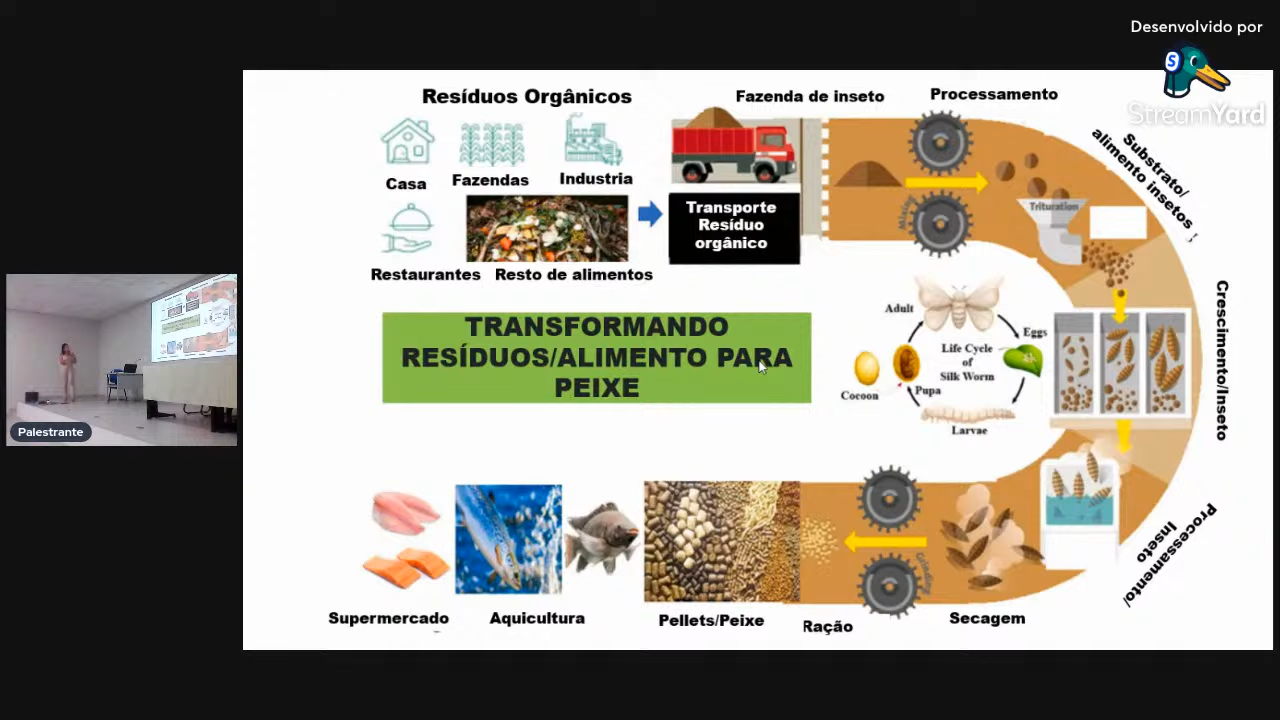 Desenvolvido por
StreamYard
Resíduos Orgânicos
Fazenda de inseto
Processamento
Casa
Fazendas
Industria
Transporte
Resíduo
orgânico
Restaurantes
Resto de alimentos
Substrato/
alimento insetos
Trituration
TRANSFORMANDO
RESÍDUOS/ALIMENTO PARA
PEIXE
Adult
Eggs
Life Cycle
of
Silk Worm
Cocoon
Pupa
Larvae
Crescimento/Inseto
Processamento/
Inseto
Palestrante
Supermercado
Aquicultura
Pellets/Peixe
Ração
Secagem